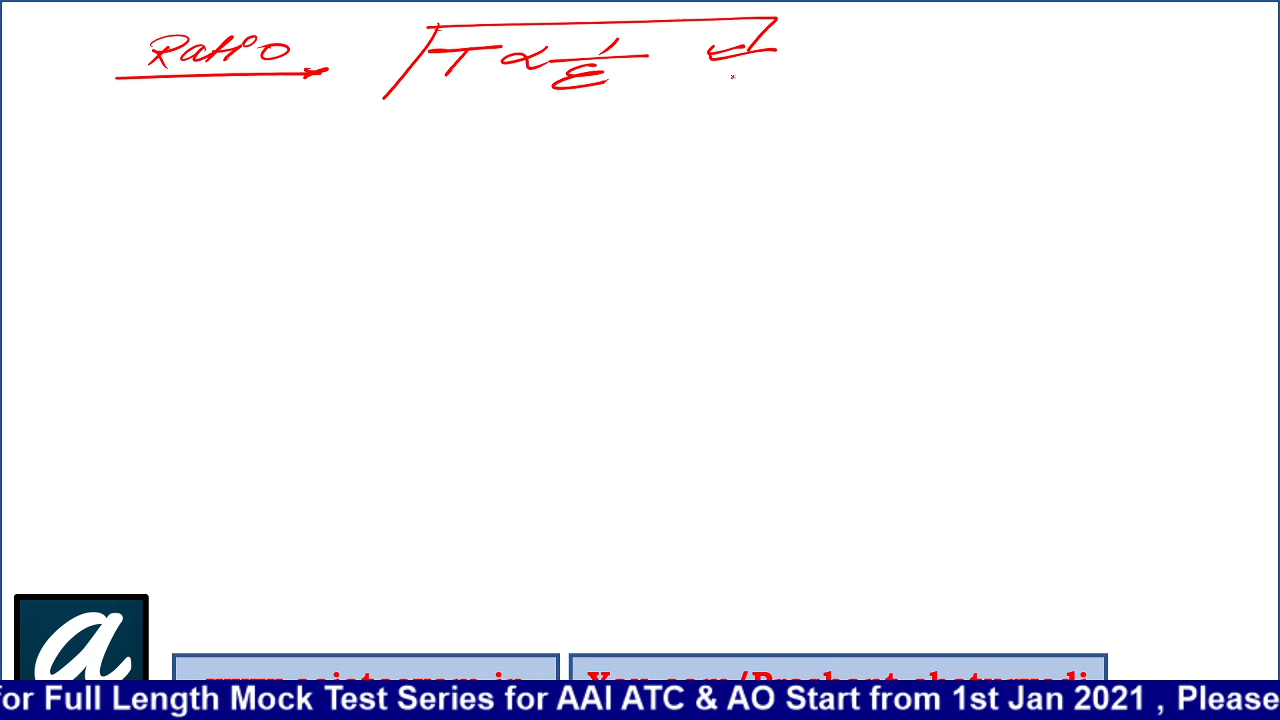 Ratio T ∝ 1/E
a
for Full Length Mock Test Series for AAI ATC & AO Start from 1st Jan 2021 , Please